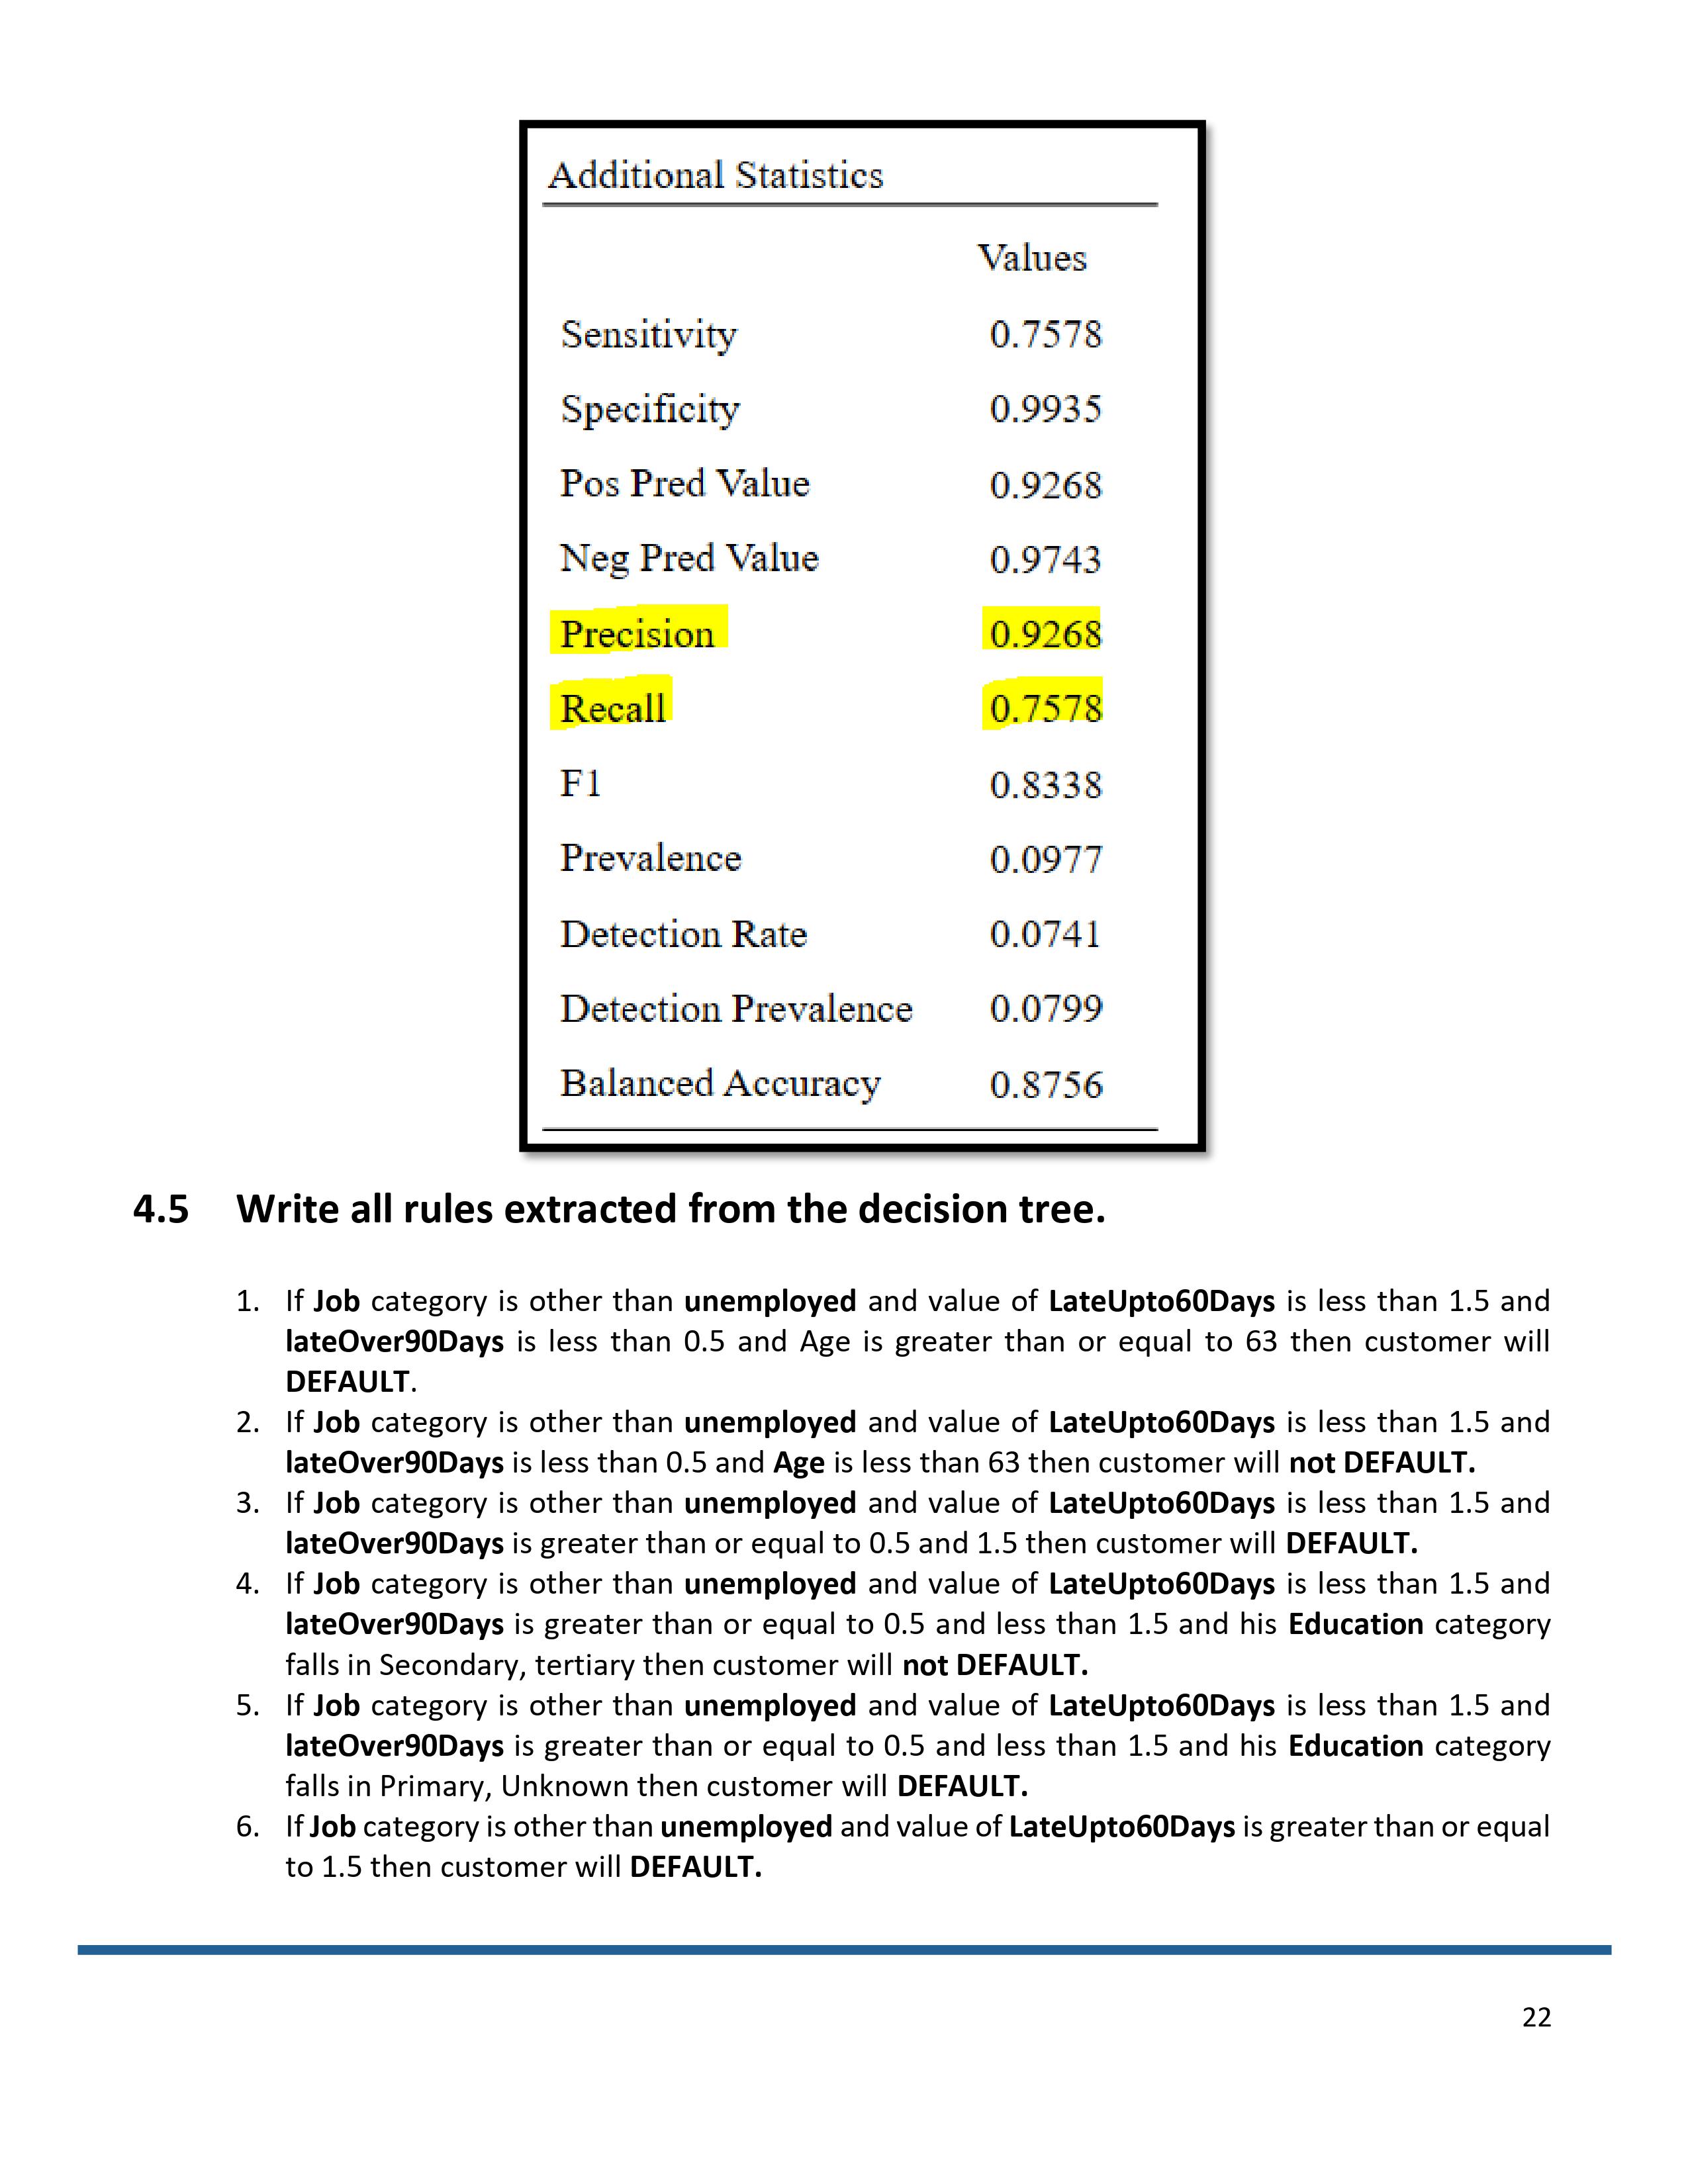 Additional Statistics
Values
Sensitivity 0.7578
Specificity 0.9935
Pos Pred Value 0.9268
Neg Pred Value 0.9743
Precision 0.9268
Recall 0.7578
F1 0.8338
Prevalence 0.0977
Detection Rate 0.0741
Detection Prevalence 0.0799
Balanced Accuracy 0.8756
4.5 Write all rules extracted from the decision tree.
1. If Job category is other than unemployed and value of LateUpto60Days is less than 1.5 and
lateOver90Days is less than 0.5 and Age is greater than or equal to 63 then customer will
DEFAULT.
2. If Job category is other than unemployed and value of LateUpto60Days is less than 1.5 and
lateOver90Days is less than 0.5 and Age is less than 63 then customer will not DEFAULT.
3. If Job category is other than unemployed and value of LateUpto60Days is less than 1.5 and
lateOver90Days is greater than or equal to 0.5 and 1.5 then customer will DEFAULT.
4. If Job category is other than unemployed and value of LateUpto60Days is less than 1.5 and
lateOver90Days is greater than or equal to 0.5 and less than 1.5 and his Education category
falls in Secondary, tertiary then customer will not DEFAULT.
5. If Job category is other than unemployed and value of LateUpto60Days is less than 1.5 and
lateOver90Days is greater than or equal to 0.5 and less than 1.5 and his Education category
falls in Primary, Unknown then customer will DEFAULT.
6. If Job category is other than unemployed and value of LateUpto60Days is greater than or equal
to 1.5 then customer will DEFAULT.
22